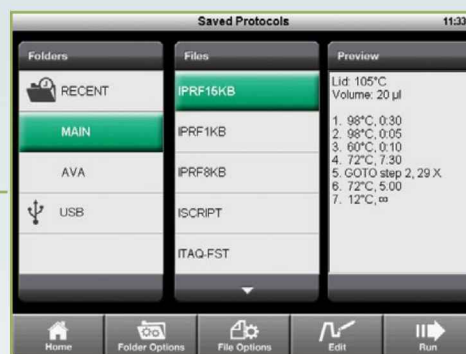 Saved Protocols 11:33
Folders
RECENT
MAIN
AVA
USB
Files
IPRF15KB
IPRF1KB
IPRF8KB
ISCRIPT
ITAQ-FST
Preview
Lid: 105°C
Volume: 20 µl
1. 98°C, 0:30
2. 98°C, 0:05
3. 60°C, 0:10
4. 72°C, 7:30
5. GOTO step 2, 29 X
6. 72°C, 5:00
7. 12°C, ∞
Home
Folder Options
File Options
Edit
Run